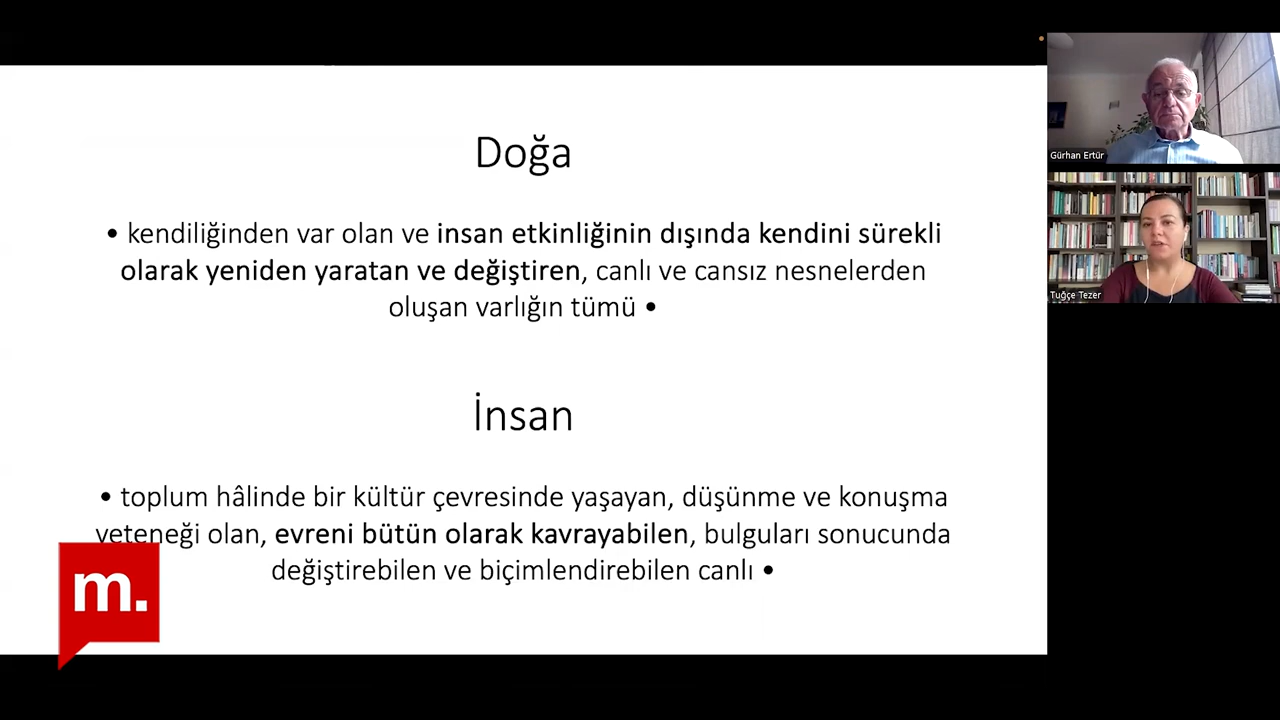 Doğa
• kendiliğinden var olan ve insan etkinliğinin dışında kendini sürekli
olarak yeniden yaratan ve değiştiren, canlı ve cansız nesnelerden
oluşan varlığın tümü •
İnsan
• toplum hâlinde bir kültür çevresinde yaşayan, düşünme ve konuşma
yeteneği olan, evreni bütün olarak kavrayabilen, bulguları sonucunda
değiştirebilen ve biçimlendirebilen canlı •
m.
Gürhan Ertür
Tuğçe Tezer